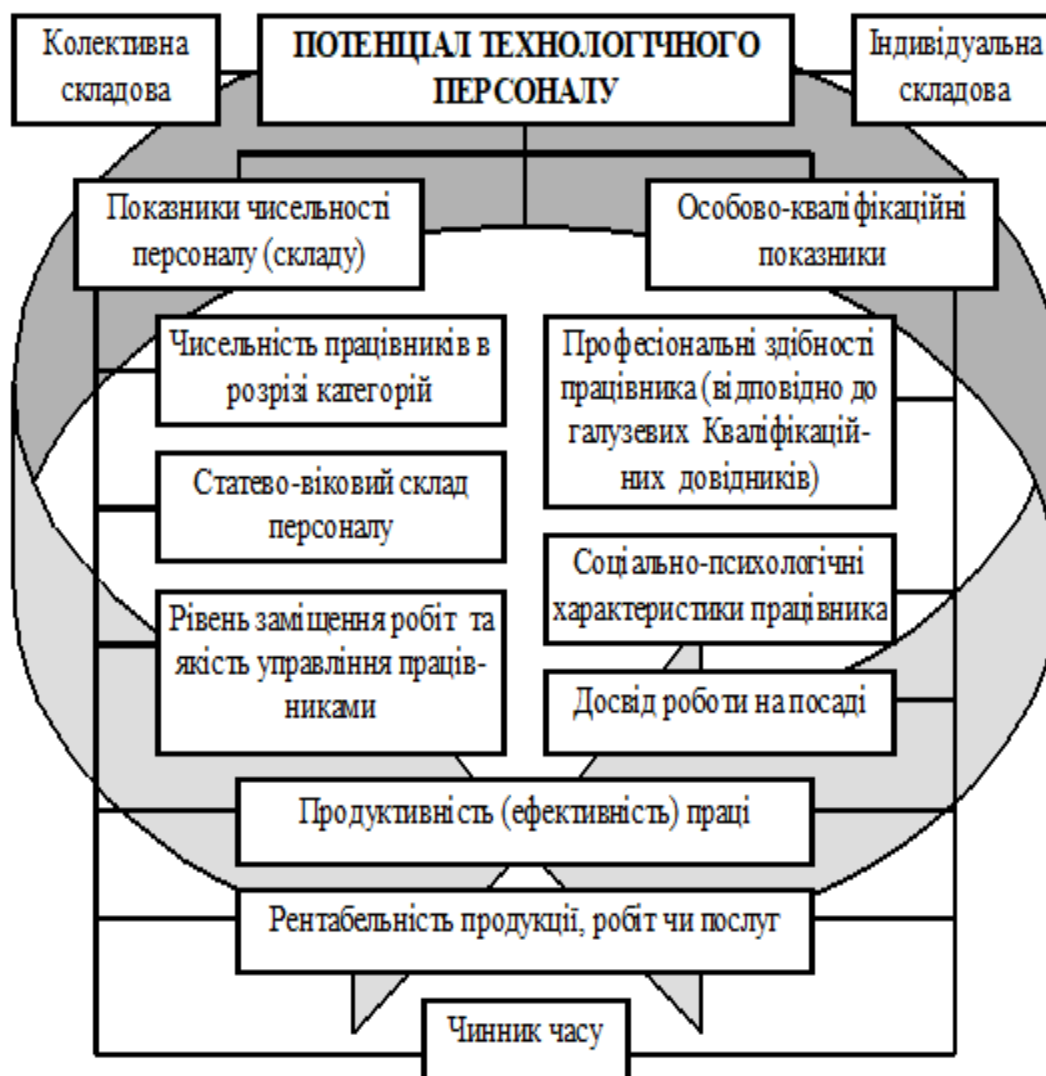 Колективна
складова
ПОТЕНЦІАЛ ТЕХНОЛОГІЧНОГО
ПЕРСОНАЛУ
Індивідуальна
складова
Показники чисельності
персоналу (складу)
Особово-кваліфікаційні
показники
Чисельність працівників в
розрізі категорій
Професіональні здібності
працівника (відповідно до
галузевих Кваліфікацій-
них довідників)
Статево-віковий склад
персоналу
Соціально-психологічні
характеристики працівника
Рівень заміщення робіт та
якість управління праців-
никами
Досвід роботи на посаді
Продуктивність (ефективність) праці
Рентабельність продукції, робіт чи послуг
Чинник часу